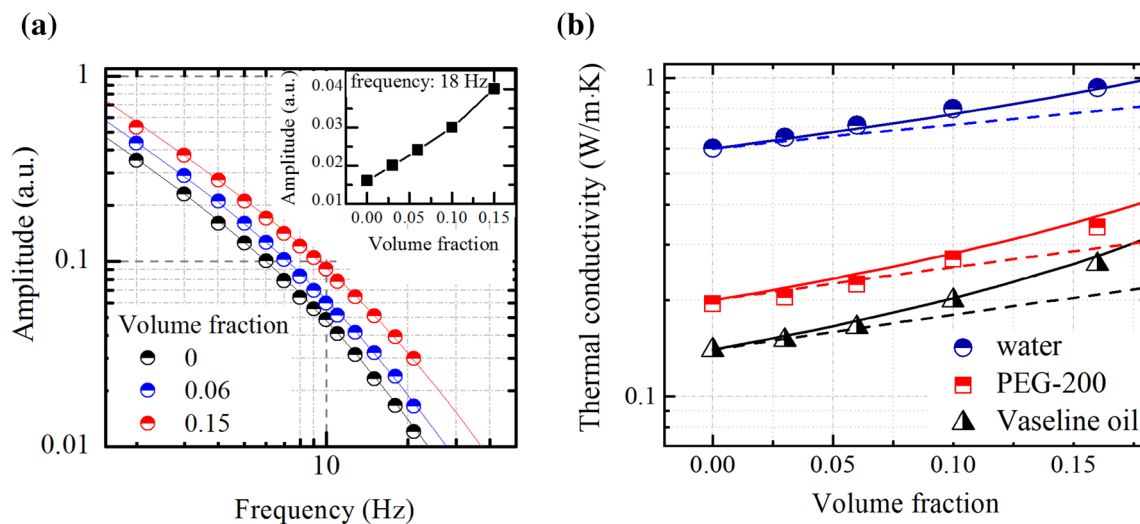 (a)
Amplitude (a.u.)
1
0.1
0.01
10
Frequency (Hz)
Volume fraction
0
0.06
0.15
frequency: 18 Hz
Amplitude (a.u.)
0.04
0.03
0.02
0.01
0.00
0.05
0.10
0.15
Volume fraction
(b)
Thermal conductivity (W/m·K)
1
0.1
water
PEG-200
Vaseline oil
0.00
0.05
0.10
0.15
Volume fraction